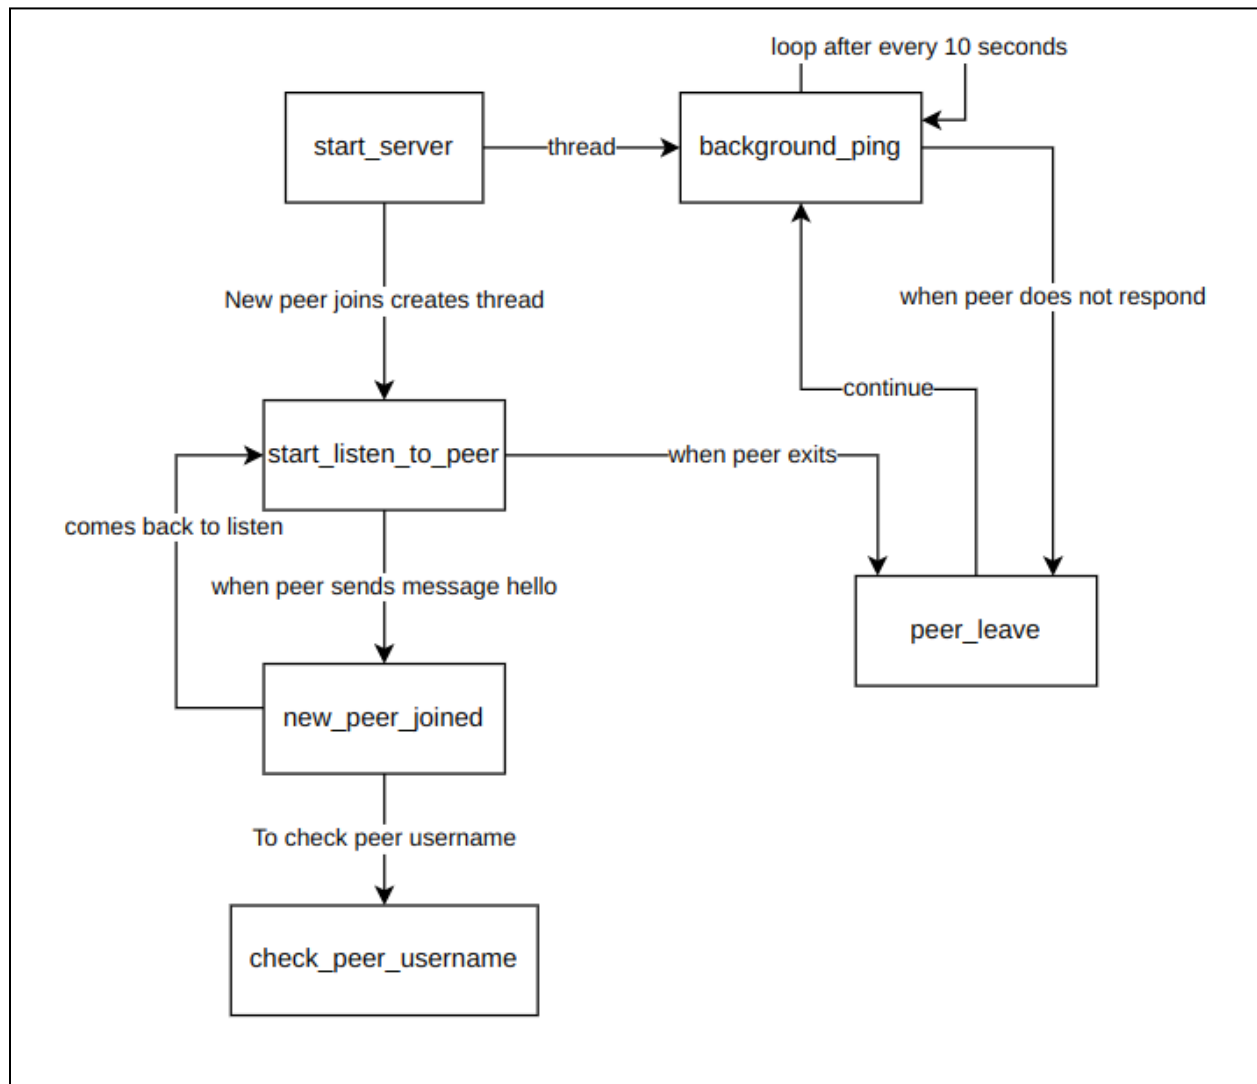 loop after every 10 seconds
start_server
thread
background_ping
New peer joins creates thread
when peer does not respond
continue
start_listen_to_peer
when peer exits
comes back to listen
when peer sends message hello
peer_leave
new_peer_joined
To check peer username
check_peer_username